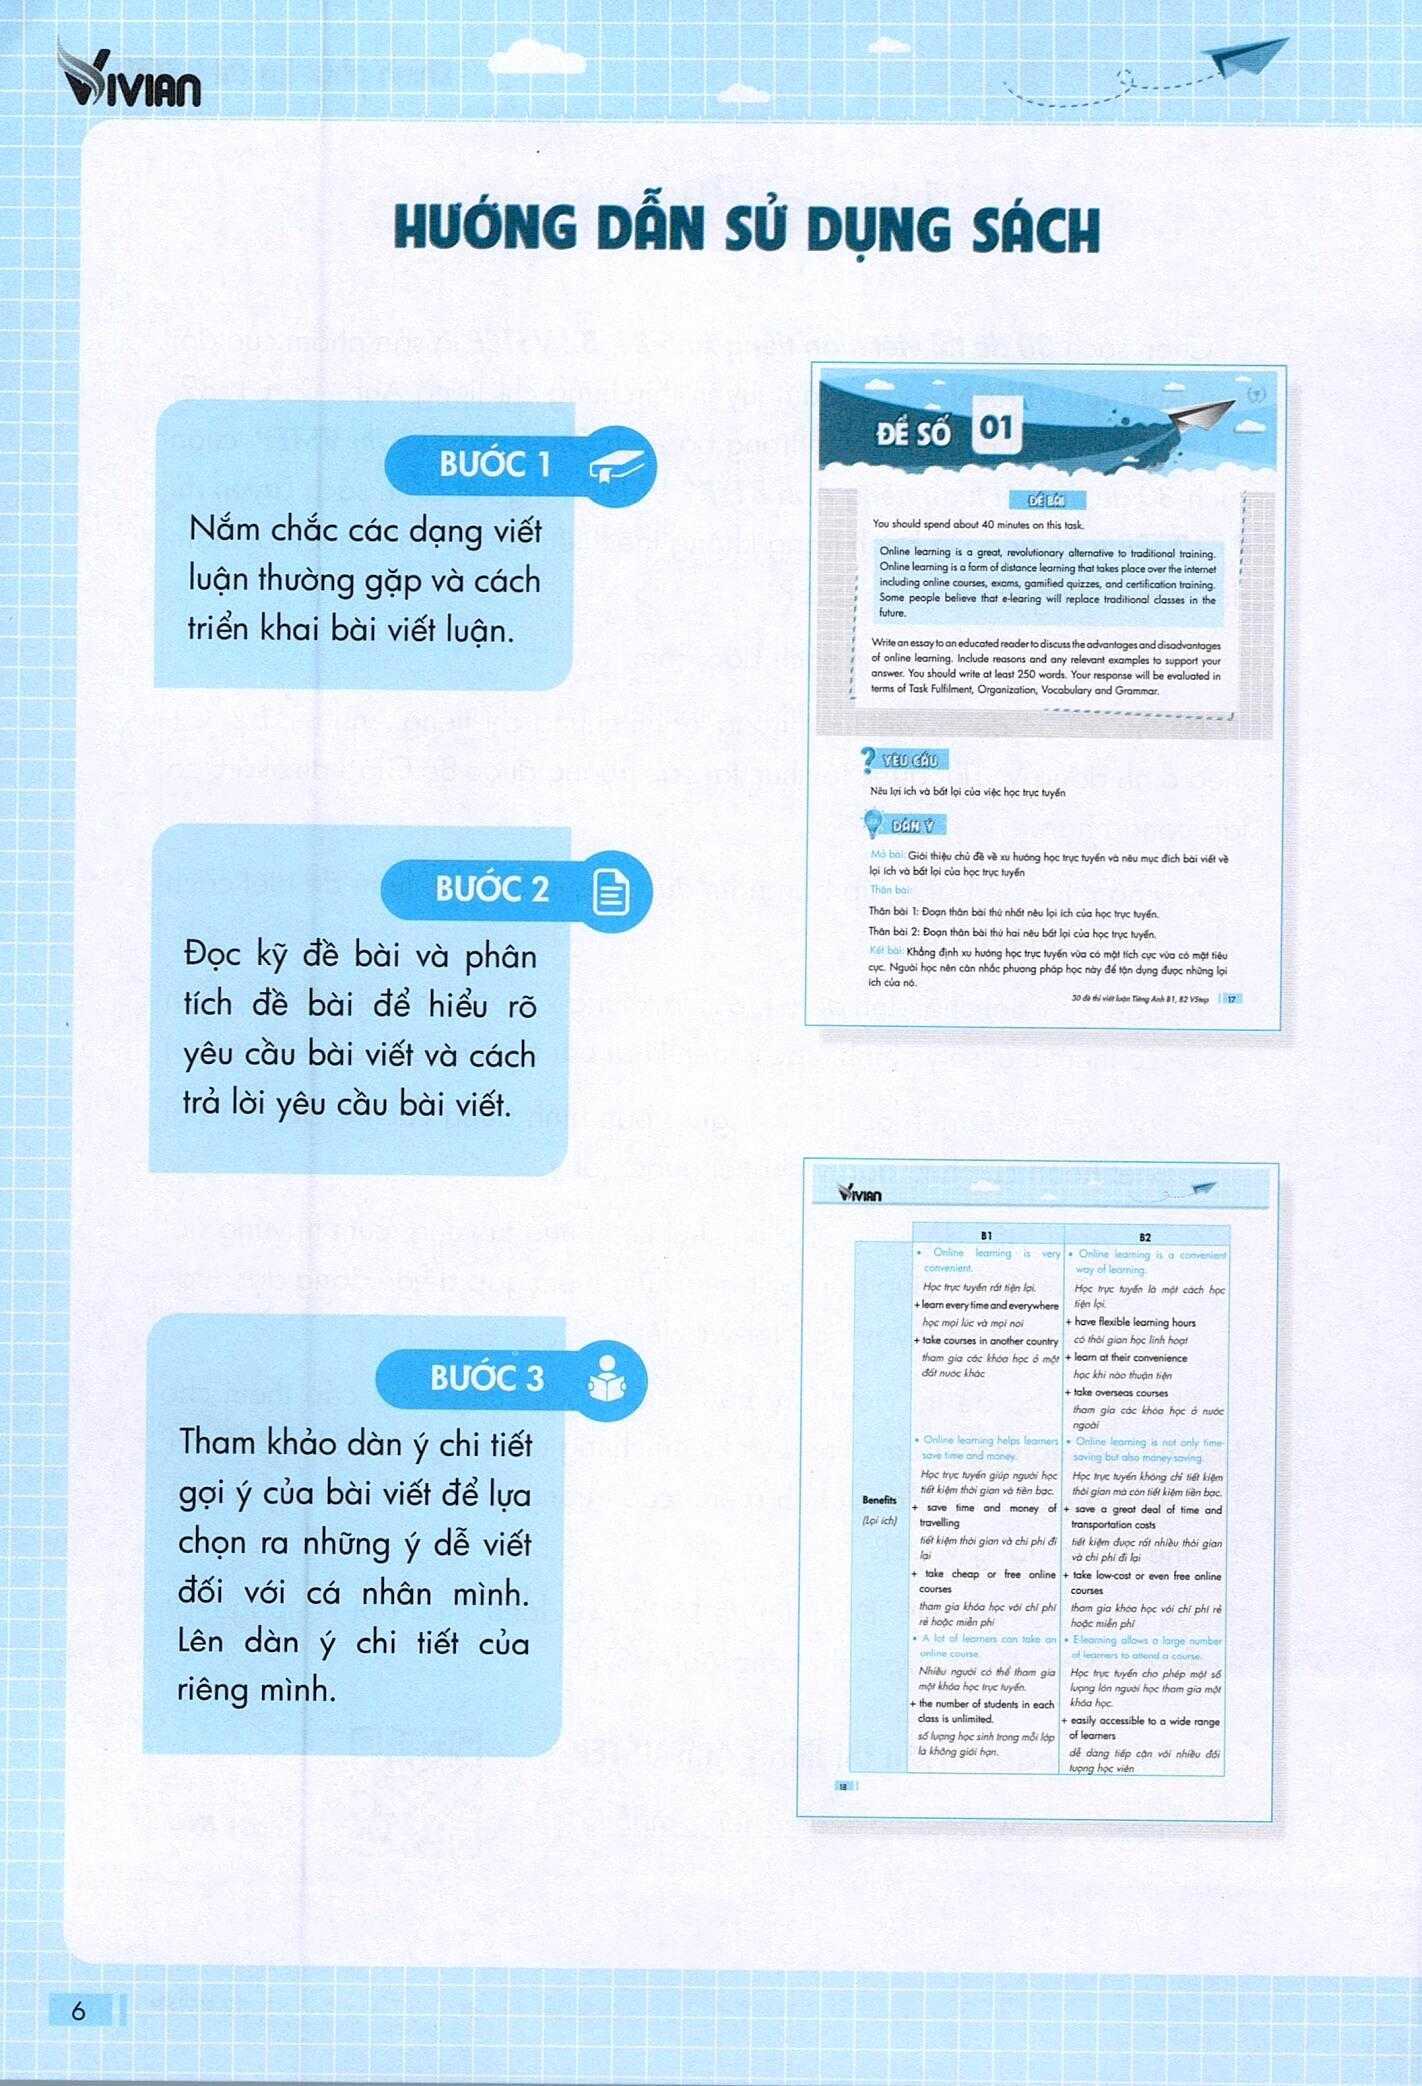 VIVIAN
HƯỚNG DẪN SỬ DỤNG SÁCH
BƯỚC 1
Nắm chắc các dạng viết
luận thường gặp và cách
triển khai bài viết luận.
BƯỚC 2
Đọc kỹ đề bài và phân
tích đề bài để hiểu rõ
yêu cầu bài viết và cách
trả lời yêu cầu bài viết.
BƯỚC 3
Tham khảo dàn ý chi tiết
gợi ý của bài viết để lựa
chọn ra những ý dễ viết
đối với cá nhân mình.
Lên dàn ý chi tiết của
riêng mình.
ĐỀ SỐ 01
ĐỀ BÀI
You should spend about 40 minutes on this task.
Online learning is a great, revolutionary alternative to traditional training.
Online learning is a form of distance learning that takes place over the internet
including online courses, exams, gamified quizzes, and certification training.
Some people believe that e-learing will replace traditional classes in the
future.
Write an essay to an educated reader to discuss the advantages and disadvantages
of online learning. Include reasons and any relevant examples to support your
answer. You should write at least 250 words. Your response will be evaluated in
terms of Task Fulfilment, Organization, Vocabulary and Grammar.
? YÊU CẦU
Nêu lợi ích và bất lợi của việc học trực tuyến
DÀN Ý
Mở bài: Giới thiệu chủ đề về xu hướng học trực tuyến và nêu mục đích bài viết về
lợi ích và bất lợi của học trực tuyến
Thân bài:
Thân bài 1: Đoạn thân bài thứ nhất nêu lợi ích của học trực tuyến.
Thân bài 2: Đoạn thân bài thứ hai nêu bất lợi của học trực tuyến.
Kết bài: Khẳng định xu hướng học trực tuyến vừa có mặt tích cực vừa có mặt tiêu
cực. Người học nên cân nhắc phương pháp học này để tận dụng được những lợi
ích của nó.
30 đề thi viết luận Tiếng Anh B1, B2 VStep 17
VIVIAN
B1
B2
Benefits
(Lợi ích)
• Online learning is very
convenient.
Học trực tuyến rất tiện lợi.
+ learn every time and everywhere
học mọi lúc và mọi nơi
+ take courses in another country
tham gia các khóa học ở một
đất nước khác
• Online learning helps learners
save time and money.
Học trực tuyến giúp người học
tiết kiệm thời gian và tiền bạc.
+ save time and money of
travelling
tiết kiệm thời gian và chi phí đi
lại
+ take cheap or free online
courses
tham gia khóa học với chi phí
rẻ hoặc miễn phí
• A lot of learners can take an
online course.
Nhiều người có thể tham gia
một khóa học trực tuyến.
+ the number of students in each
class is unlimited.
số lượng học sinh trong mỗi lớp
là không giới hạn.
• Online learning is a convenient
way of learning.
Học trực tuyến là một cách học
tiện lợi.
+ have flexible learning hours
có thời gian học linh hoạt
+ learn at their convenience
học khi nào thuận tiện
+ take overseas courses
tham gia các khóa học ở nước
ngoài
• Online learning is not only time-
saving but also money-saving.
Học trực tuyến không chỉ tiết kiệm
thời gian mà còn tiết kiệm tiền bạc.
+ save a great deal of time and
transportation costs
tiết kiệm được rất nhiều thời gian
và chi phí đi lại
+ take low-cost or even free online
courses
tham gia khóa học với chi phí rẻ
hoặc miễn phí
• E-learning allows a large number
of learners to attend a course.
Học trực tuyến cho phép một số
lượng lớn người học tham gia một
khóa học.
+ easily accessible to a wide range
of learners
dễ dàng tiếp cận với nhiều đối
tượng học viên
18
6